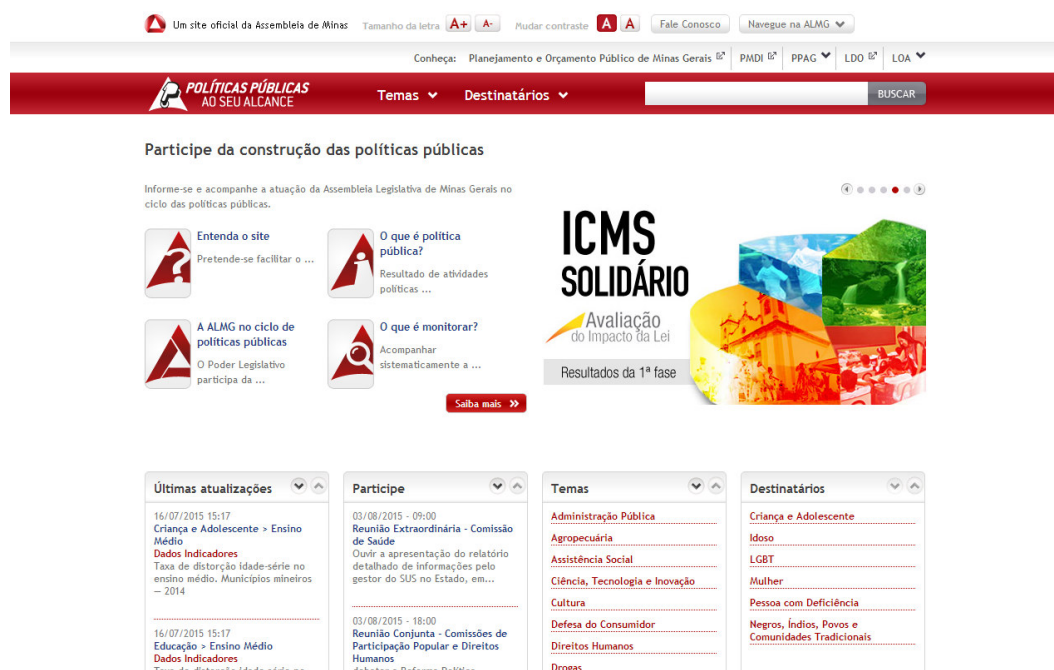 Um site oficial da Assembleia de Minas
Tamanho da letra A+ A-
Mudar contraste A A
Fale Conosco
Navegue na ALMG
Conheça: Planejamento e Orçamento Público de Minas Gerais
PMDI
PPAG
LDO
LOA
POLÍTICAS PÚBLICAS
AO SEU ALCANCE
Temas
Destinatários
BUSCAR
Participe da construção das políticas públicas
Informe-se e acompanhe a atuação da Assembleia Legislativa de Minas Gerais no
ciclo das políticas públicas.
Entenda o site
Pretende-se facilitar o ...
O que é política
pública?
Resultado de atividades
políticas ...
A ALMG no ciclo de
políticas públicas
O Poder Legislativo
participa da ...
O que é monitorar?
Acompanhar
sistematicamente a ...
Saiba mais
ICMS
SOLIDÁRIO
Avaliação
do Impacto da Lei
Resultados da 1ª fase
Últimas atualizações
16/07/2015 15:17
Criança e Adolescente > Ensino
Médio
Dados Indicadores
Taxa de distorção idade-série no
ensino médio. Municípios mineiros
— 2014
16/07/2015 15:17
Educação > Ensino Médio
Dados Indicadores
Participe
03/08/2015 - 09:00
Reunião Extraordinária - Comissão
de Saúde
Ouvir a apresentação do relatório
detalhado de informações pelo
gestor do SUS no Estado, em...
03/08/2015 - 18:00
Reunião Conjunta - Comissões de
Participação Popular e Direitos
Humanos
Temas
Administração Pública
Agropecuária
Assistência Social
Ciência, Tecnologia e Inovação
Cultura
Defesa do Consumidor
Direitos Humanos
Drogas
Destinatários
Criança e Adolescente
Idoso
LGBT
Mulher
Pessoa com Deficiência
Negros, Índios, Povos e
Comunidades Tradicionais